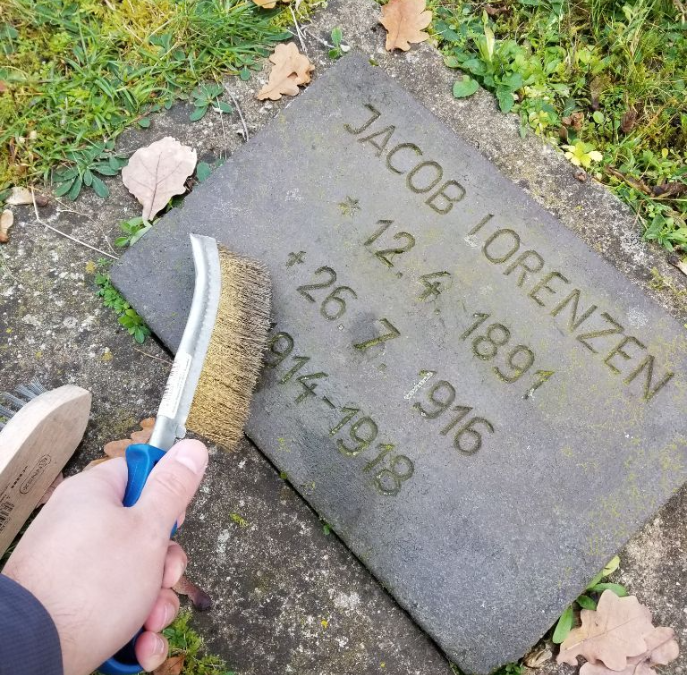 JACOB LORENZEN
* 12. 4. 1891
+ 26. 7. 1916
1914-1918